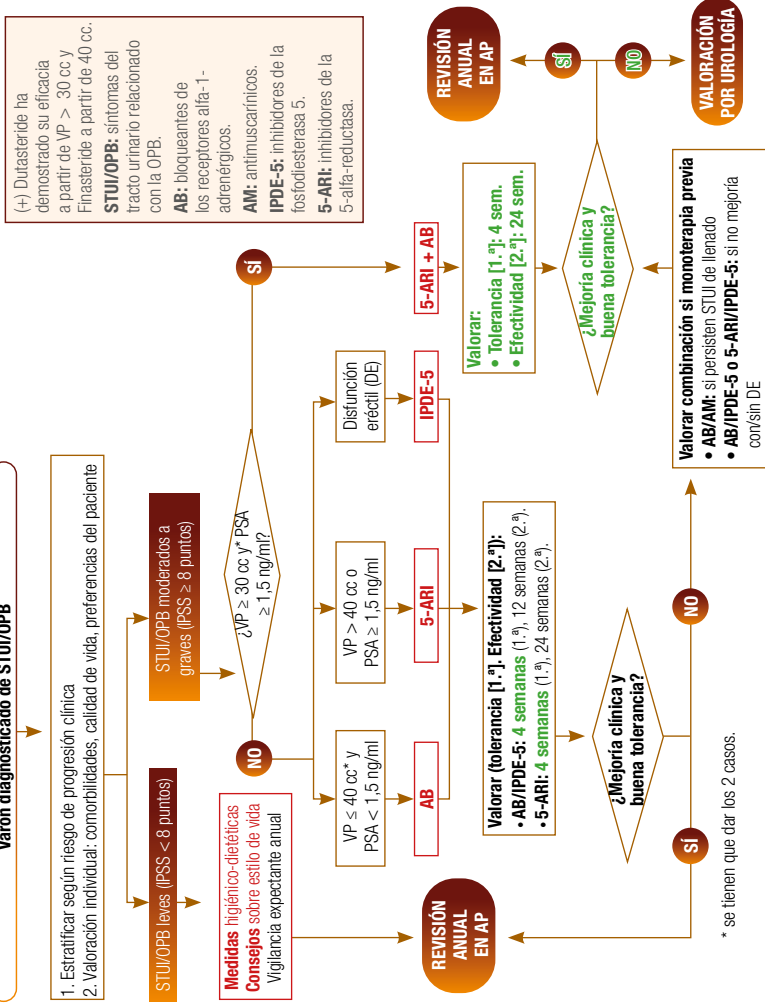 Varón diagnosticado de STUI/OPB
1. Estratificar según riesgo de progresión clínica
2. Valoración individual: comorbilidades, calidad de vida, preferencias del paciente
STUI/OPB leves (IPSS < 8 puntos)
STUI/OPB moderados a
graves (IPSS ≥ 8 puntos)
Medidas higiénico-dietéticas
Consejos sobre estilo de vida
Vigilancia expectante anual
¿VP ≥ 30 cc y* PSA
≥ 1,5 ng/ml?
NO
SÍ
VP ≤ 40 cc* y
PSA < 1,5 ng/ml
VP > 40 cc o
PSA ≥ 1,5 ng/ml
Disfunción
eréctil (DE)
AB
5-ARI
IPDE-5
5-ARI + AB
Valorar (tolerancia [1.ª]. Efectividad [2.ª]):
• AB/IPDE-5: 4 semanas (1.ª), 12 semanas (2.ª).
• 5-ARI: 4 semanas (1.ª), 24 semanas (2.ª).
Valorar:
• Tolerancia [1.ª]: 4 sem.
• Efectividad [2.ª]: 24 sem.
¿Mejoría clínica y
buena tolerancia?
¿Mejoría clínica y
buena tolerancia?
SÍ
NO
SÍ
NO
REVISIÓN
ANUAL
EN AP
REVISIÓN
ANUAL
EN AP
VALORACIÓN
POR UROLOGÍA
Valorar combinación si monoterapia previa
• AB/AM: si persisten STUI de llenado
• AB/IPDE-5 o 5-ARI/IPDE-5: si no mejoría
con/sin DE
* se tienen que dar los 2 casos.
(+) Dutasteride ha
demostrado su eficacia
a partir de VP > 30 cc y
Finasteride a partir de 40 cc.
STUI/OPB: síntomas del
tracto urinario relacionado
con la OPB.
AB: bloqueantes de
los receptores alfa-1-
adrenérgicos.
AM: antimuscarínicos.
IPDE-5: inhibidores de la
fosfodiesterasa 5.
5-ARI: inhibidores de la
5-alfa-reductasa.